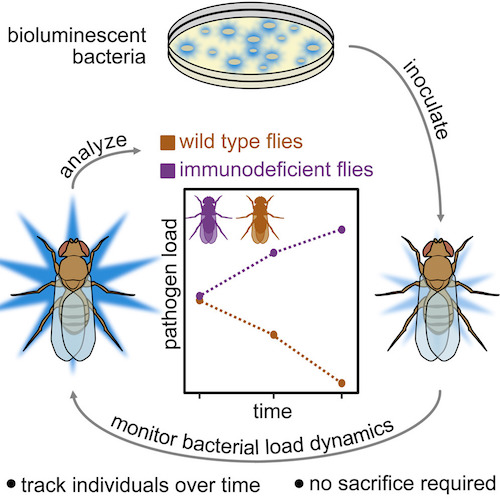 bioluminescent
bacteria
inoculate
analyze
wild type flies
immunodeficient flies
pathogen load
time
monitor bacterial load dynamics
• track individuals over time
• no sacrifice required